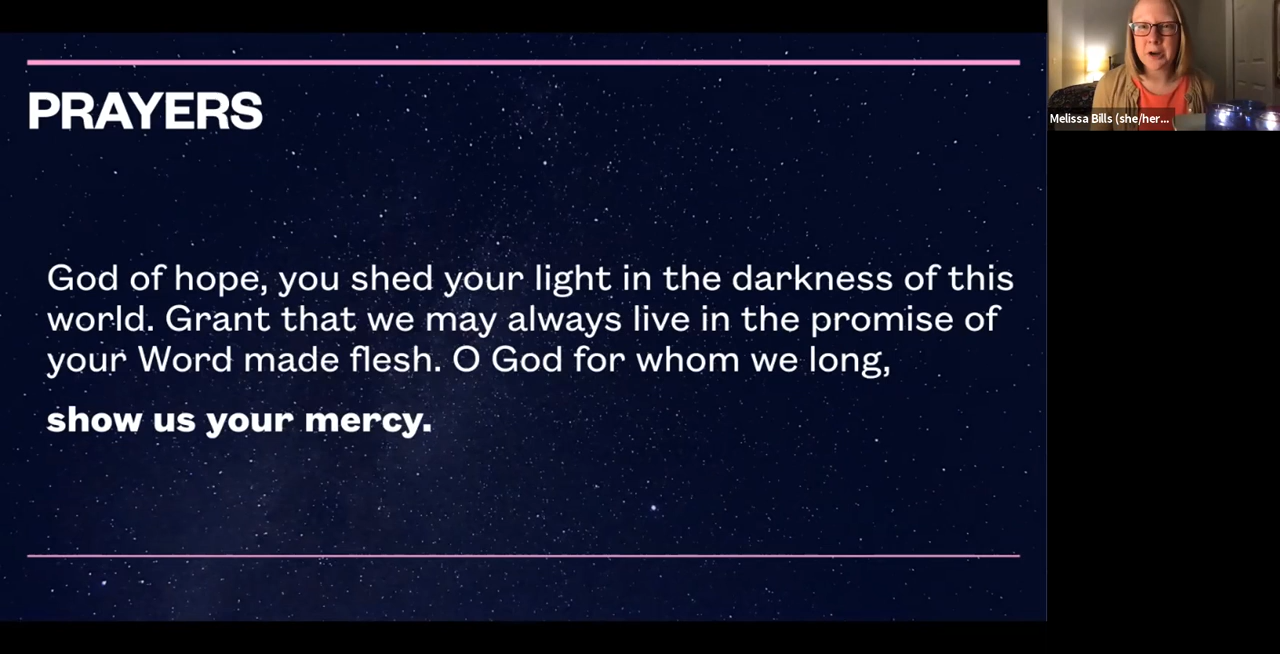 PRAYERS
God of hope, you shed your light in the darkness of this
world. Grant that we may always live in the promise of
your Word made flesh. O God for whom we long,
show us your mercy.
Melissa Bills (she/her...